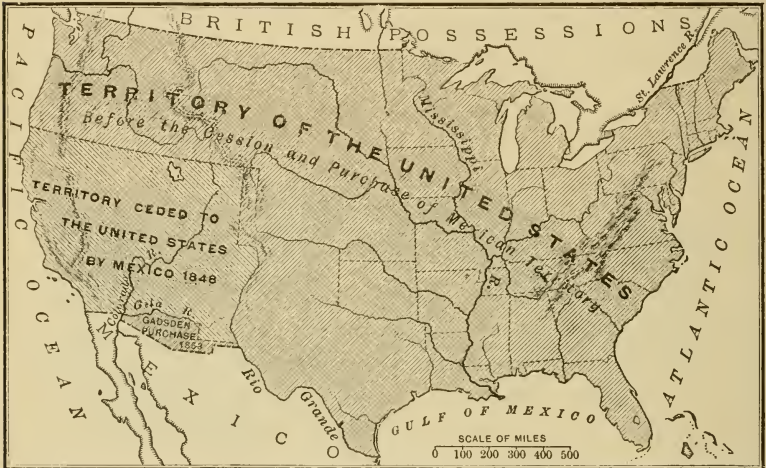 BRITISH POSSESSIONS
PACIFIC OCEAN
TERRITORY OF THE UNITED STATES
Before the Cession and Purchase of Mexican Territory
Mississippi
R.
St. Lawrence R.
ATLANTIC OCEAN
TERRITORY CEDED TO
THE UNITED STATES
BY MEXICO 1848
Colorado R.
Gila R.
GADSDEN
PURCHASE
1853
MEXICO
Rio Grande
GULF OF MEXICO
SCALE OF MILES
0 100 200 300 400 500